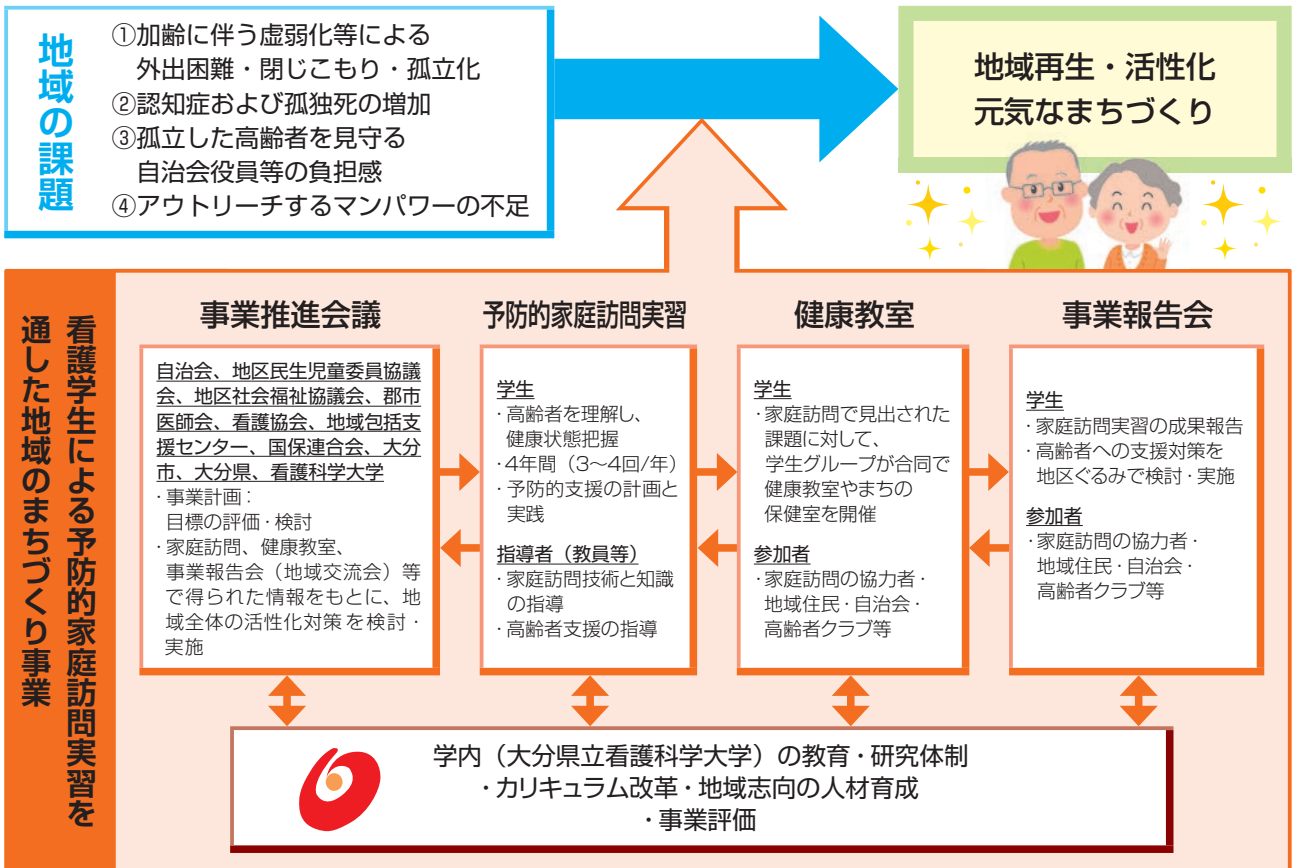 地域の課題
①加齢に伴う虚弱化等による
外出困難・閉じこもり・孤立化
②認知症および孤独死の増加
③孤立した高齢者を見守る
自治会役員等の負担感
④アウトリーチするマンパワーの不足
地域再生・活性化
元気なまちづくり
看護学生による予防的家庭訪問実習を
通した地域のまちづくり事業
事業推進会議
自治会、地区民生児童委員協議
会、地区社会福祉協議会、郡市
医師会、看護協会、地域包括支
援センター、国保連合会、大分
市、大分県、看護科学大学
・事業計画：
目標の評価・検討
・家庭訪問、健康教室、
事業報告会（地域交流会）等
で得られた情報をもとに、地
域全体の活性化対策を検討・
実施
予防的家庭訪問実習
学生
・高齢者を理解し、
健康状態把握
・4年間（3〜4回/年）
・予防的支援の計画と
実践
指導者（教員等）
・家庭訪問技術と知識
の指導
・高齢者支援の指導
健康教室
学生
・家庭訪問で見出された
課題に対して、
学生グループが合同で
健康教室やまちの
保健室を開催
参加者
・家庭訪問の協力者・
地域住民・自治会・
高齢者クラブ等
事業報告会
学生
・家庭訪問実習の成果報告
・高齢者への支援対策を
地区ぐるみで検討・実施
参加者
・家庭訪問の協力者・
地域住民・自治会・
高齢者クラブ等
学内（大分県立看護科学大学）の教育・研究体制
・カリキュラム改革・地域志向の人材育成
・事業評価